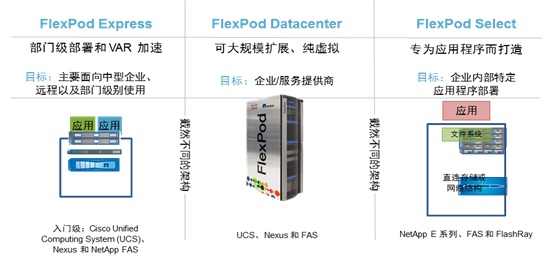 FlexPod Express
部门级部署和 VAR 加速
目标：主要面向中型企业、
远程以及部门级别使用
应用
应用
入门级：Cisco Unified
Computing System (UCS)、
Nexus 和 NetApp FAS
截然不同的架构
FlexPod Datacenter
可大规模扩展、纯虚拟
目标：企业/服务提供商
FlexPod
UCS、Nexus 和 FAS
截然不同的架构
FlexPod Select
专为应用程序而打造
目标：企业内部特定
应用程序部署
应用
文件系统
直连存储或
网络结构
NetApp E 系列、FAS 和 FlashRay